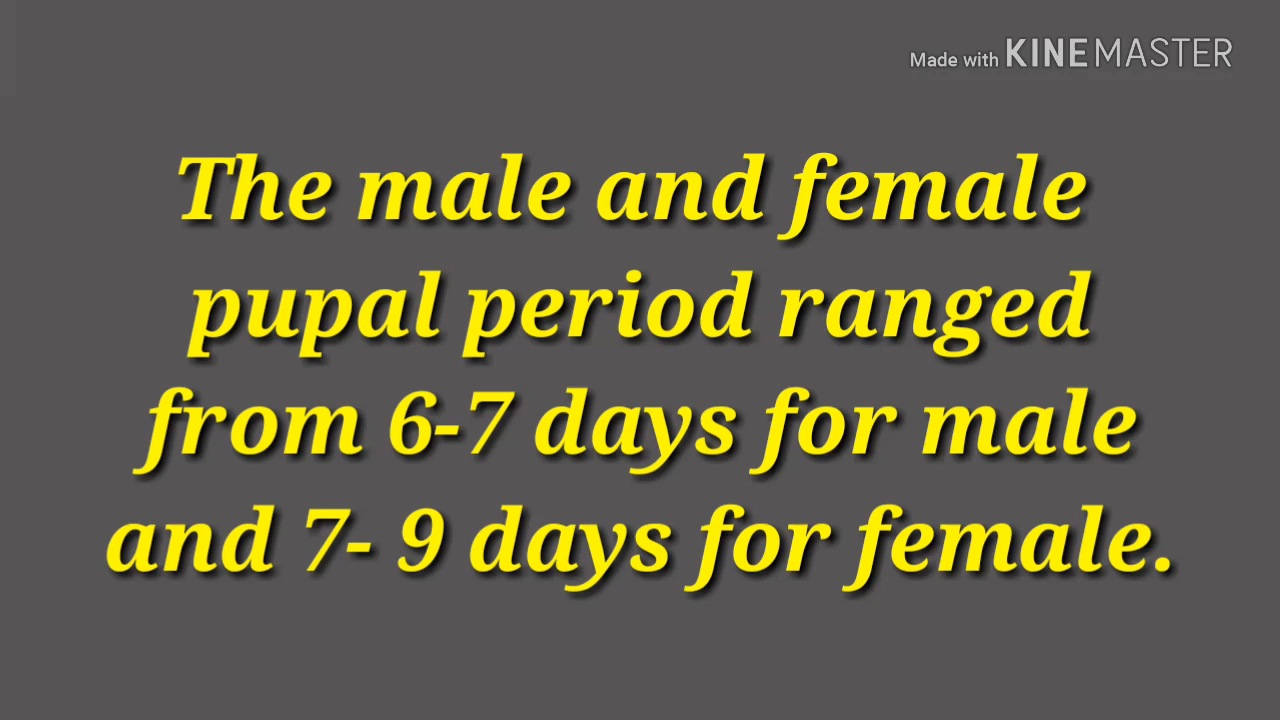 Made with KINEMASTER
The male and female
pupal period ranged
from 6-7 days for male
and 7- 9 days for female.